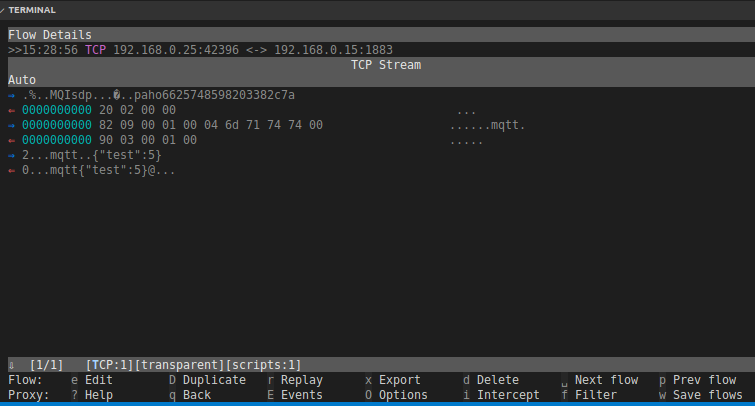 TERMINAL
Flow Details
>>15:28:56 TCP 192.168.0.25:42396 <-> 192.168.0.15:1883
TCP Stream
Auto
⇒ .%..MQIsdp...�..paho6625748598203382c7a
⇐ 0000000000 20 02 00 00 ...
⇒ 0000000000 82 09 00 01 00 04 6d 71 74 74 00 ......mqtt.
⇐ 0000000000 90 03 00 01 00 .....
⇒ 2...mqtt..{"test":5}
⇐ 0...mqtt{"test":5}@...
⇩ [1/1] [TCP:1][transparent][scripts:1]
Flow: e Edit D Duplicate r Replay x Export d Delete ␣ Next flow p Prev flow
Proxy: ? Help q Back E Events O Options i Intercept f Filter w Save flows